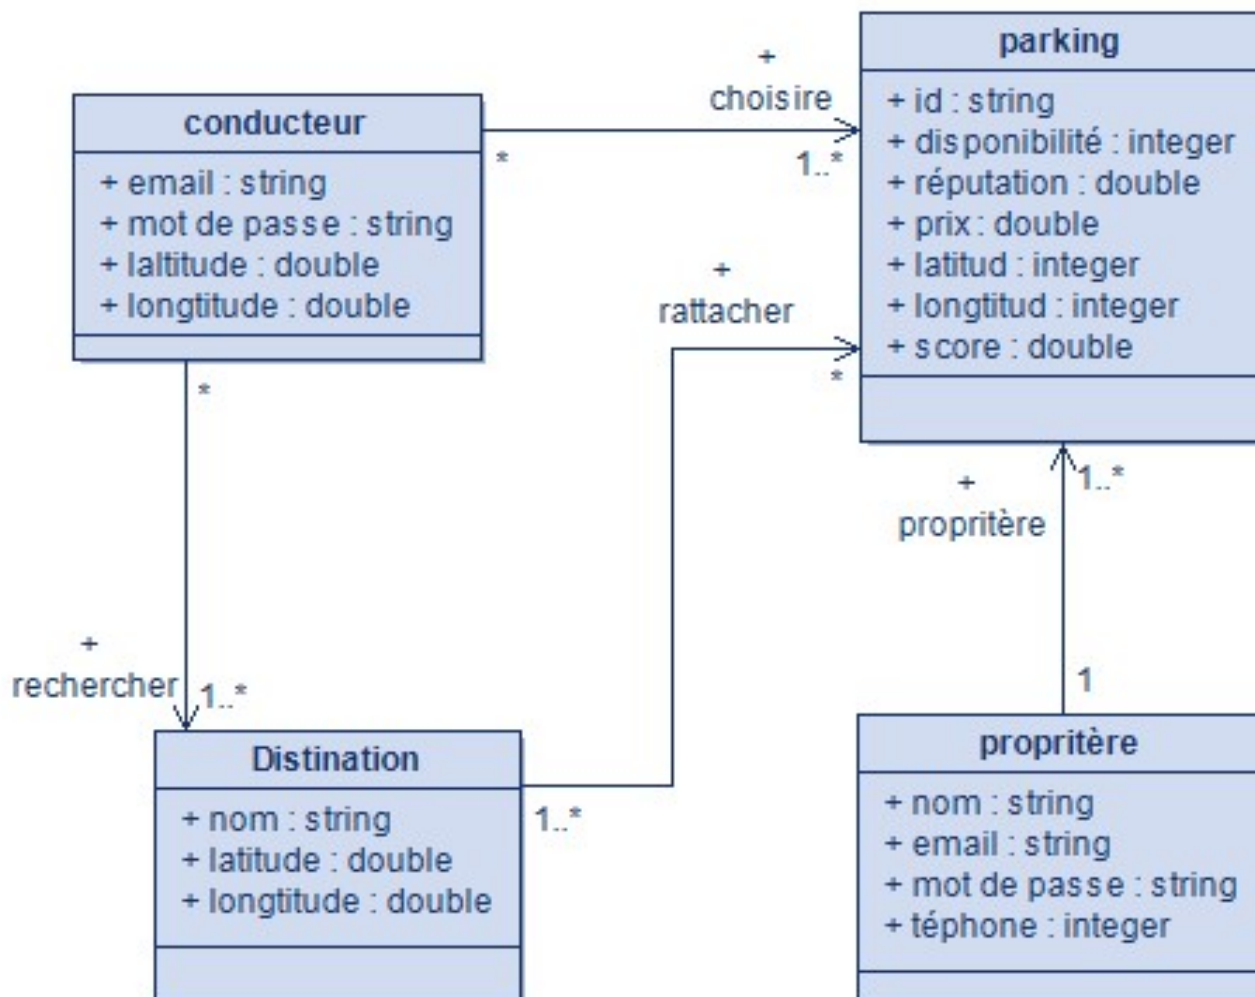 parking
+ id : string
+ disponibilité : integer
+ réputation : double
+ prix : double
+ latitud : integer
+ longtitud : integer
+ score : double
+
choisire
*
1..*
conducteur
+ email : string
+ mot de passe : string
+ laltitude : double
+ longtitude : double
+
rattacher
*
*
+
propritère
1..*
1
+
rechercher
1..*
Distination
+ nom : string
+ latitude : double
+ longtitude : double
1..*
propritère
+ nom : string
+ email : string
+ mot de passe : string
+ téphone : integer